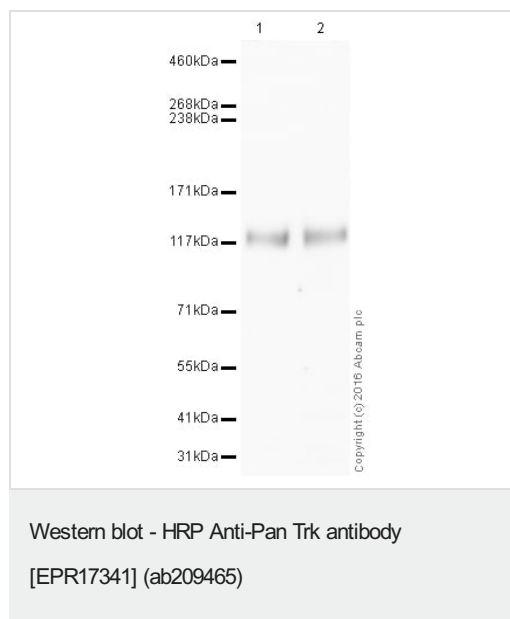 1 2
460kDa
268kDa
238kDa
171kDa
117kDa
71kDa
55kDa
41kDa
31kDa
Copyright (c) 2016 Abcam plc
Western blot - HRP Anti-Pan Trk antibody
[EPR17341] (ab209465)